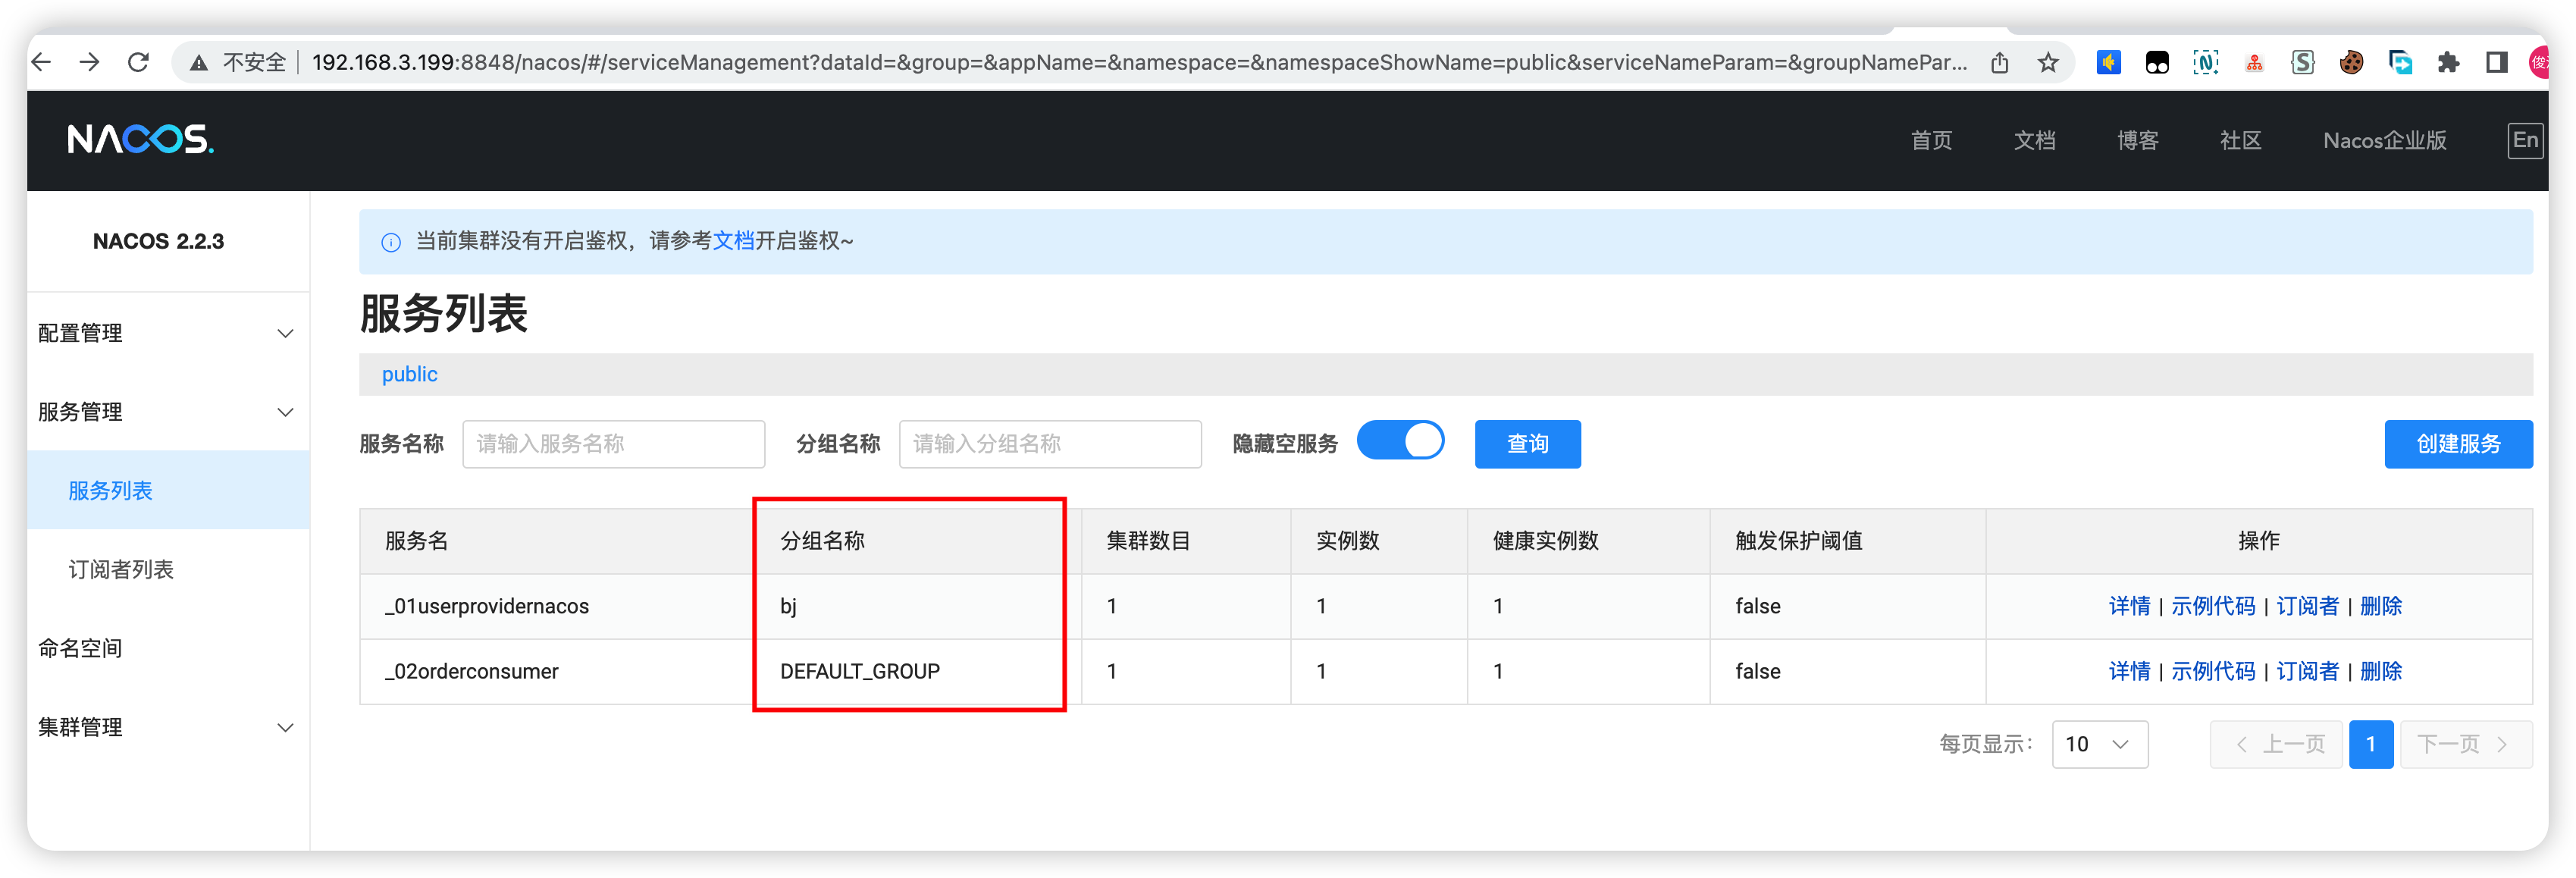 不安全 192.168.3.199:8848/nacos/#/serviceManagement?dataId=&group=&appName=&namespace=&namespaceShowName=public&serviceNameParam=&groupNamePar...
NACOS.
首页 文档 博客 社区 Nacos企业版 En
NACOS 2.2.3
配置管理
服务管理
服务列表
订阅者列表
命名空间
集群管理
当前集群没有开启鉴权，请参考文档开启鉴权~
服务列表
public
服务名称 请输入服务名称 分组名称 请输入分组名称 隐藏空服务 查询 创建服务
服务名 分组名称 集群数目 实例数 健康实例数 触发保护阈值 操作
_01userprovidernacos bj 1 1 1 false 详情 | 示例代码 | 订阅者 | 删除
_02orderconsumer DEFAULT_GROUP 1 1 1 false 详情 | 示例代码 | 订阅者 | 删除
每页显示： 10 上一页 1 下一页